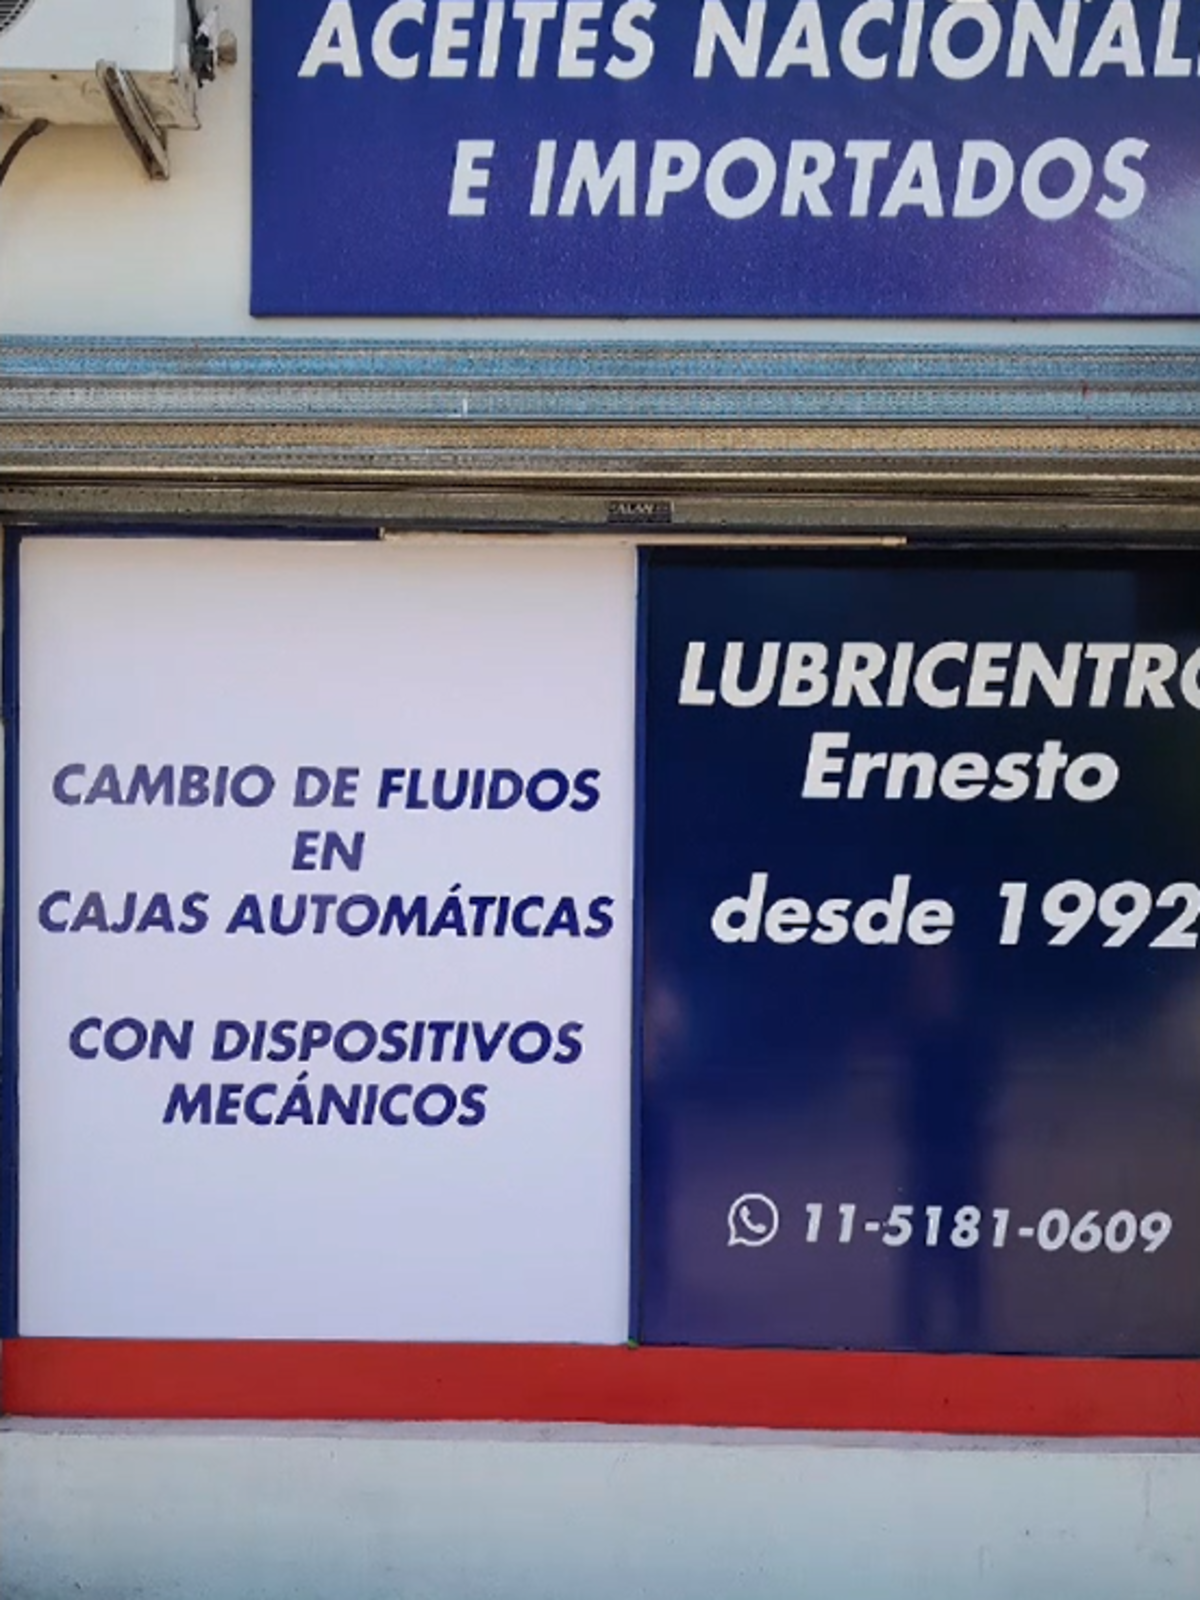 ACEITES NACIONAL
E IMPORTADOS
ALAN
CAMBIO DE FLUIDOS
EN
CAJAS AUTOMÁTICAS
CON DISPOSITIVOS
MECÁNICOS
LUBRICENTRO
Ernesto
desde 1992
11-5181-0609